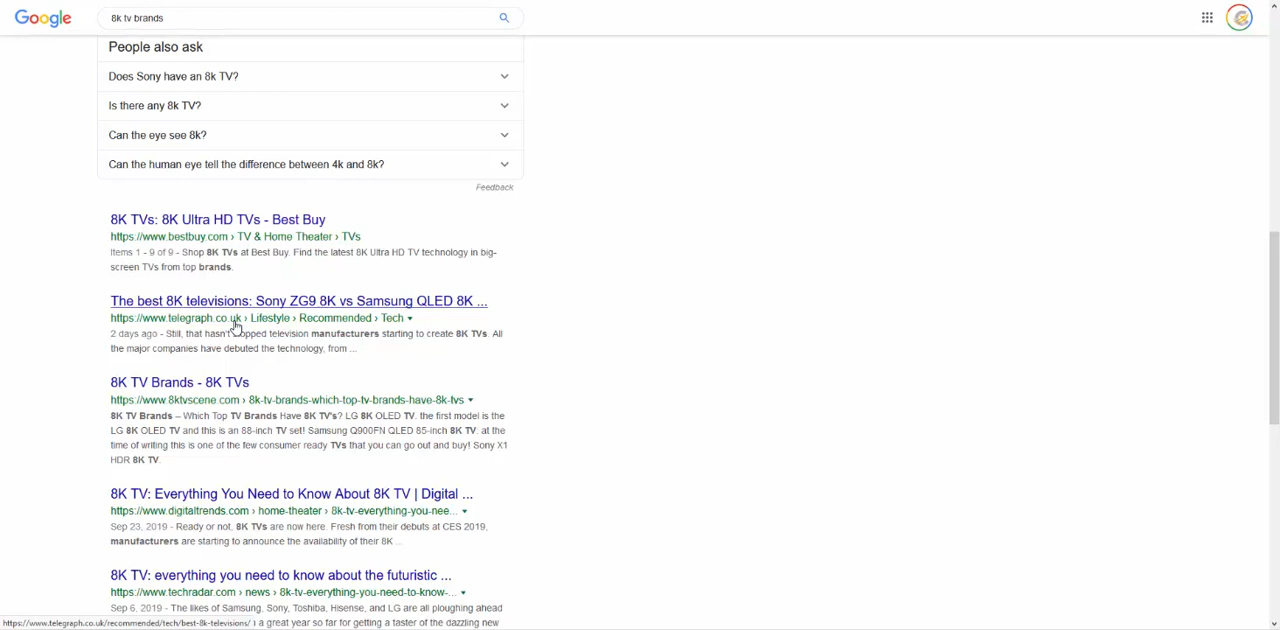 Google
8k tv brands
People also ask
Does Sony have an 8k TV?
Is there any 8k TV?
Can the eye see 8k?
Can the human eye tell the difference between 4k and 8k?
Feedback
8K TVs: 8K Ultra HD TVs - Best Buy
https://www.bestbuy.com › TV & Home Theater › TVs
Items 1 - 9 of 9 - Shop 8K TVs at Best Buy. Find the latest 8K Ultra HD TV technology in big-
screen TVs from top brands.
The best 8K televisions: Sony ZG9 8K vs Samsung QLED 8K ...
https://www.telegraph.co.uk › Lifestyle › Recommended › Tech
2 days ago - Still, that hasn't stopped television manufacturers starting to create 8K TVs. All
the major companies have debuted the technology, from ...
8K TV Brands - 8K TVs
https://www.8ktvscene.com › 8k-tv-brands-which-top-tv-brands-have-8k-tvs
8K TV Brands – Which Top TV Brands Have 8K TV's? LG 8K OLED TV. the first model is the
LG 8K OLED TV and this is an 88-inch TV set! Samsung Q900FN QLED 85-inch 8K TV: at the
time of writing this is one of the few consumer ready TVs that you can go out and buy! Sony X1
HDR 8K TV.
8K TV: Everything You Need to Know About 8K TV | Digital ...
https://www.digitaltrends.com › home-theater › 8k-tv-everything-you-nee...
Sep 23, 2019 - Ready or not, 8K TVs are now here. Fresh from their debuts at CES 2019,
manufacturers are starting to announce the availability of their 8K ...
8K TV: everything you need to know about the futuristic ...
https://www.techradar.com › news › 8k-tv-everything-you-need-to-know-...
Sep 6, 2019 - The likes of Samsung, Sony, Toshiba, Hisense, and LG are all ploughing ahead
https://www.telegraph.co.uk/recommended/tech/best-8k-televisions/
a great year so far for getting a taster of the dazzling new